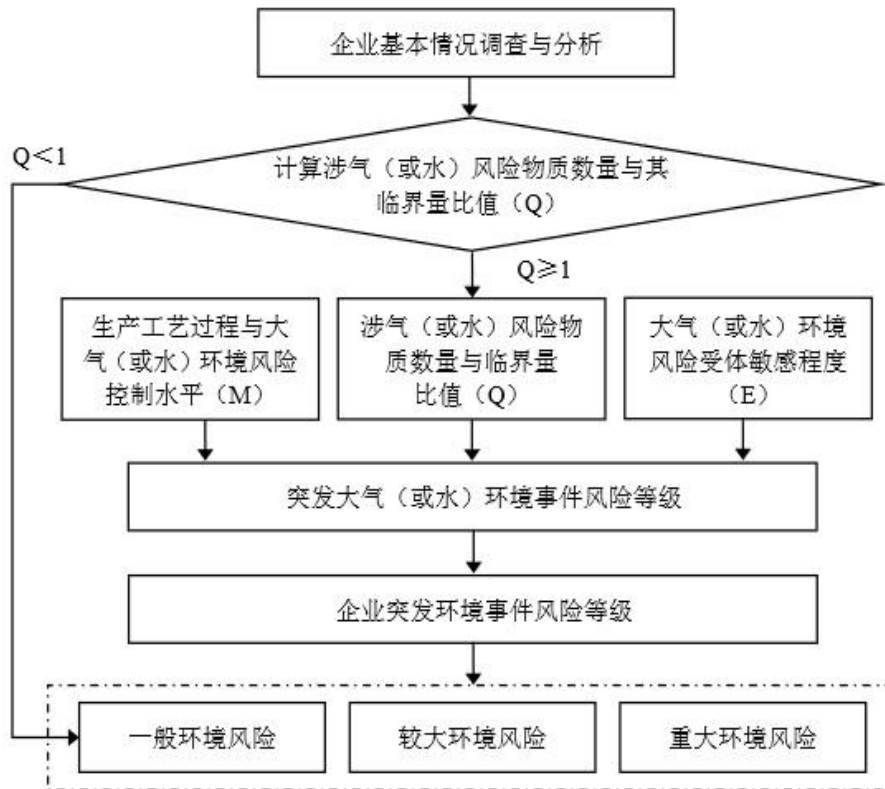 企业基本情况调查与分析
Q＜1
计算涉气（或水）风险物质数量与其
临界量比值（Q）
Q≥1
生产工艺过程与大
气（或水）环境风险
控制水平（M）
涉气（或水）风险物
质数量与临界量
比值（Q）
大气（或水）环境
风险受体敏感程度
（E）
突发大气（或水）环境事件风险等级
企业突发环境事件风险等级
一般环境风险
较大环境风险
重大环境风险